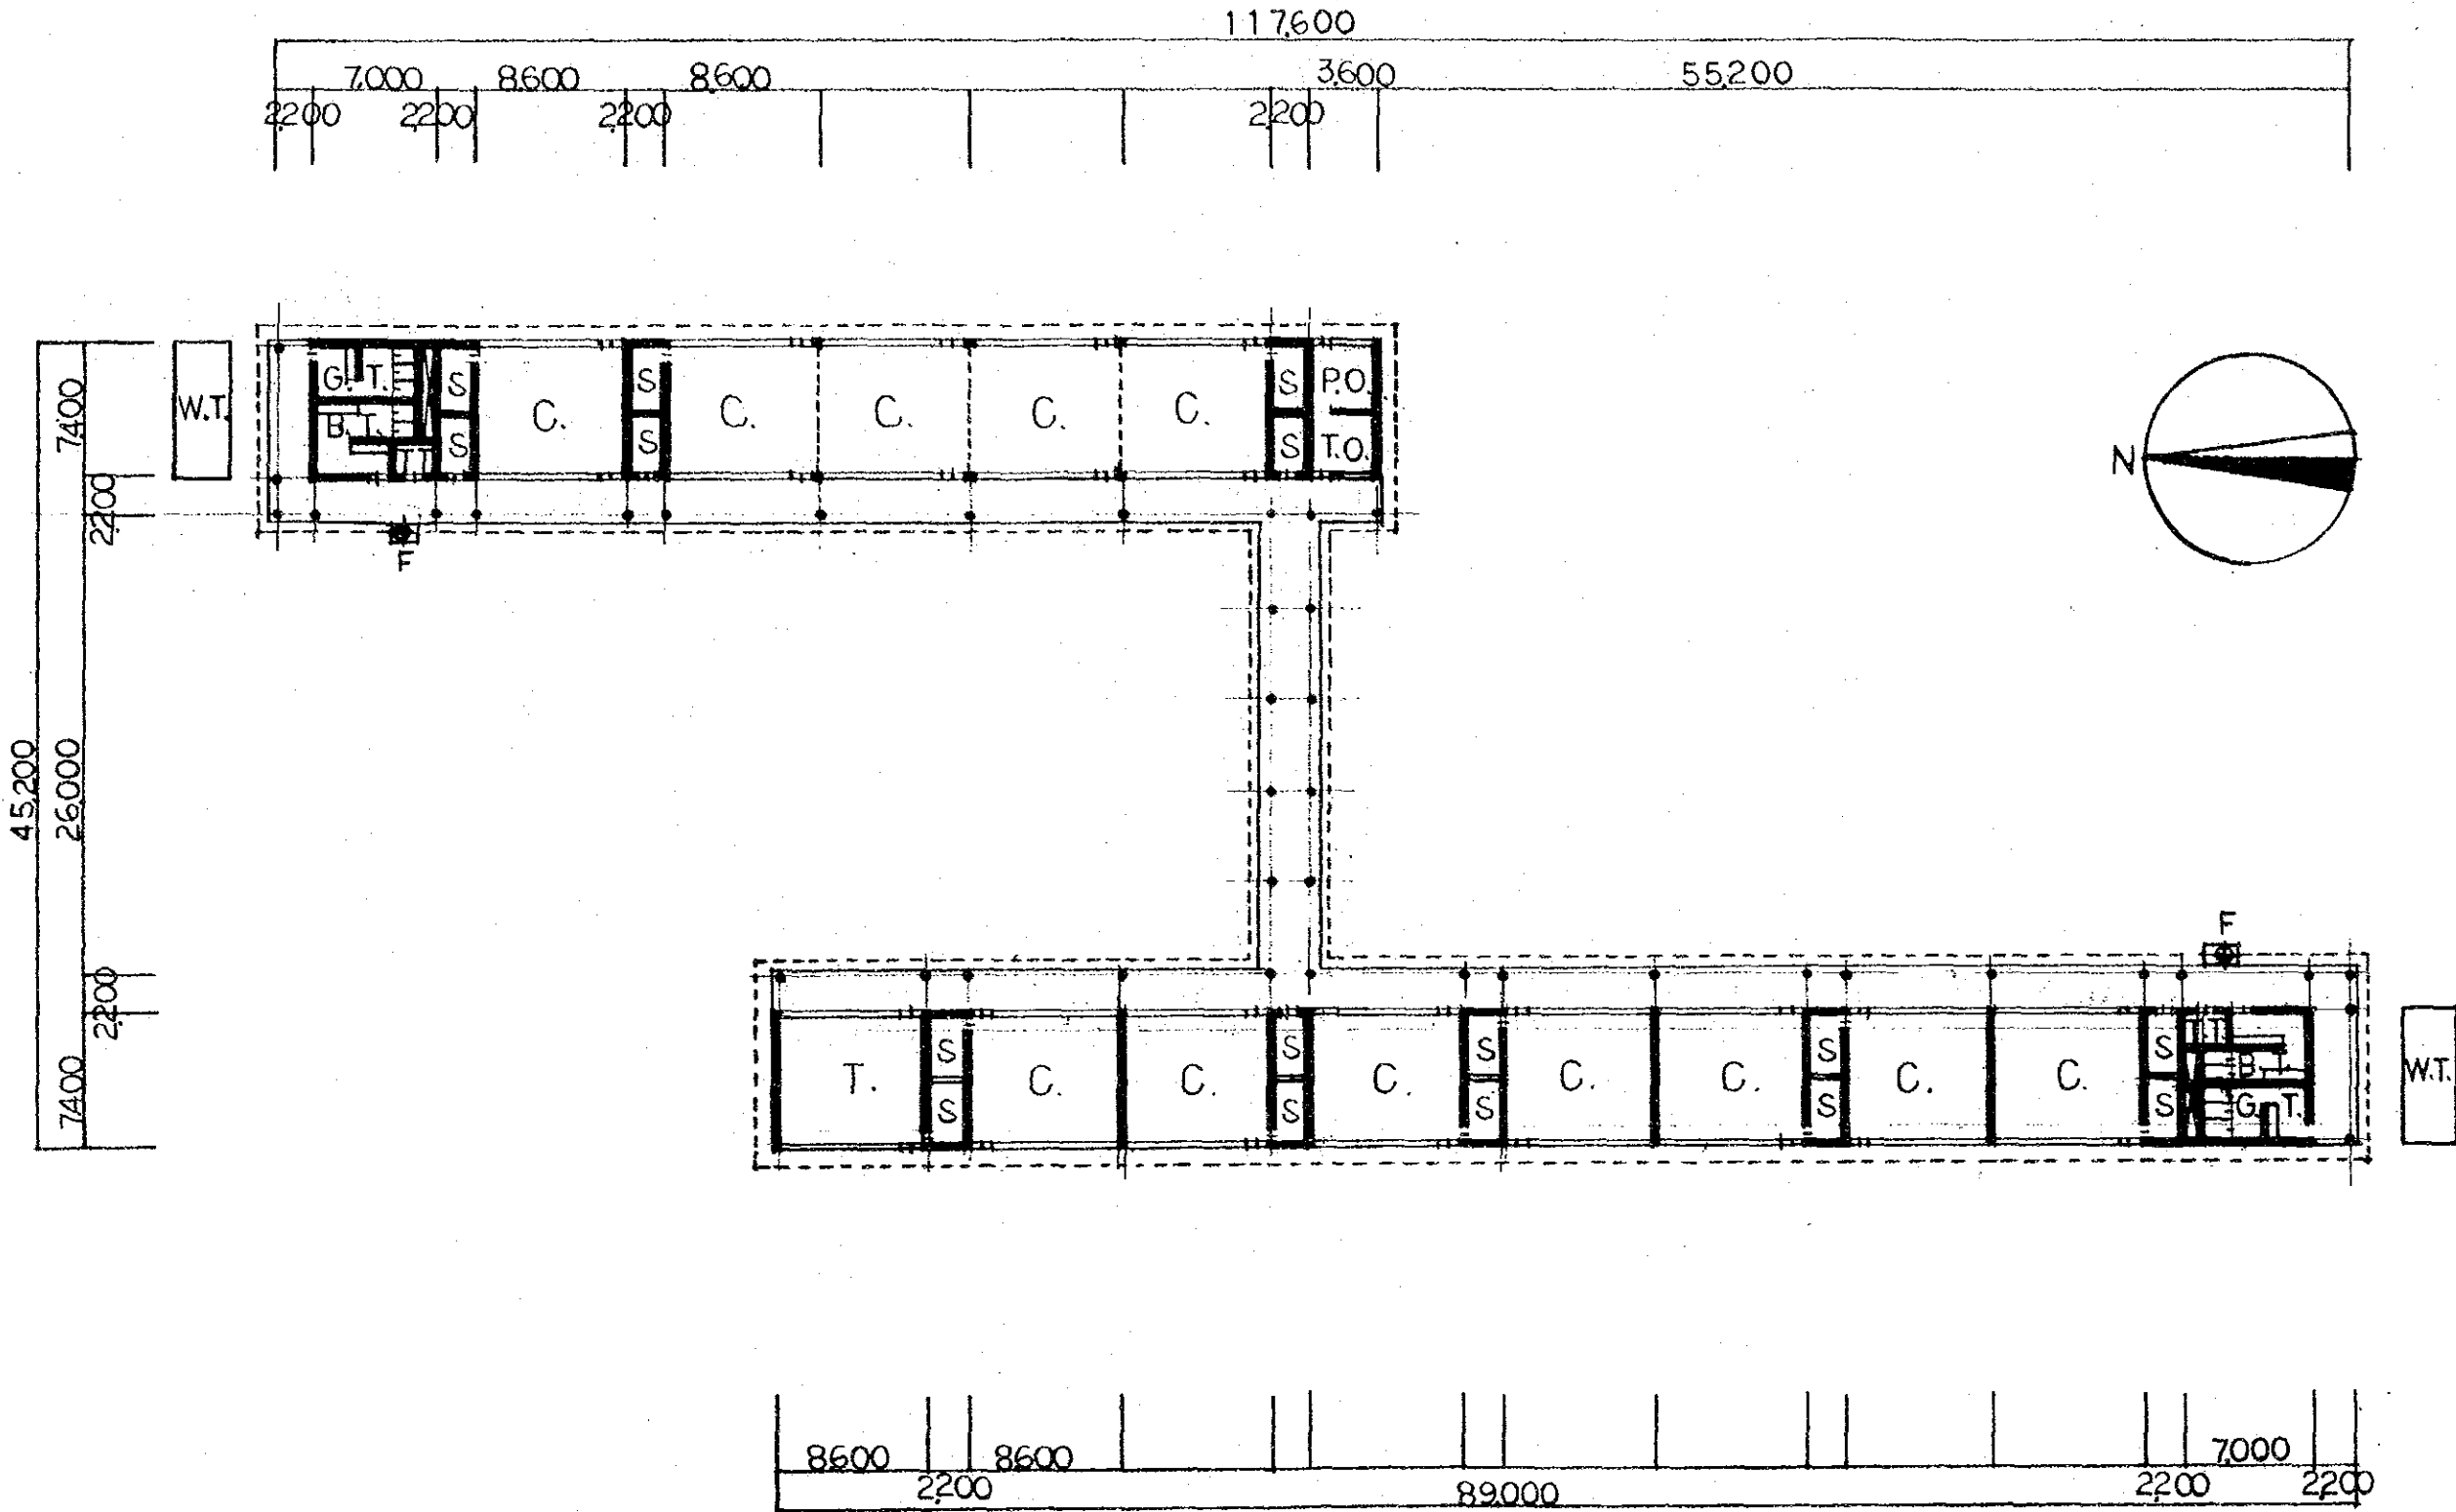 117,600
7,000 8,600 8,600 3,600 55,200
2,200 2,200 2,200 2,200
W.T. G. T. S C. S C. C. C. C. S P.O.
B. T. S S S T.O.
T
7,400
2,200
F
N
45,200
26,000
F
2,200
7,400
T. S C. C. S C. S C. C. S C. C. S T
S S S S S B T.
G. T.
W.T.
8,600 8,600 7,000
2,200 89,000 2,200 2,200